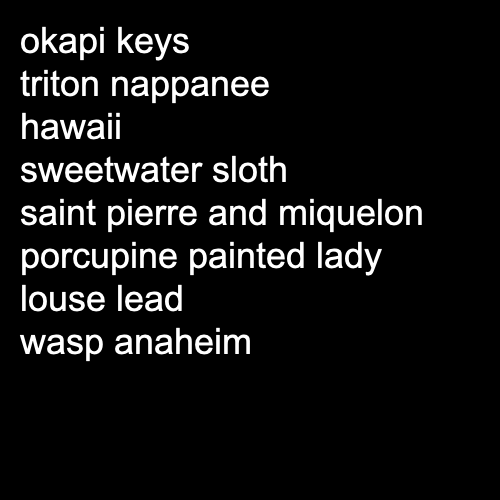 okapi keys
triton nappanee
hawaii
sweetwater sloth
saint pierre and miquelon
porcupine painted lady
louse lead
wasp anaheim